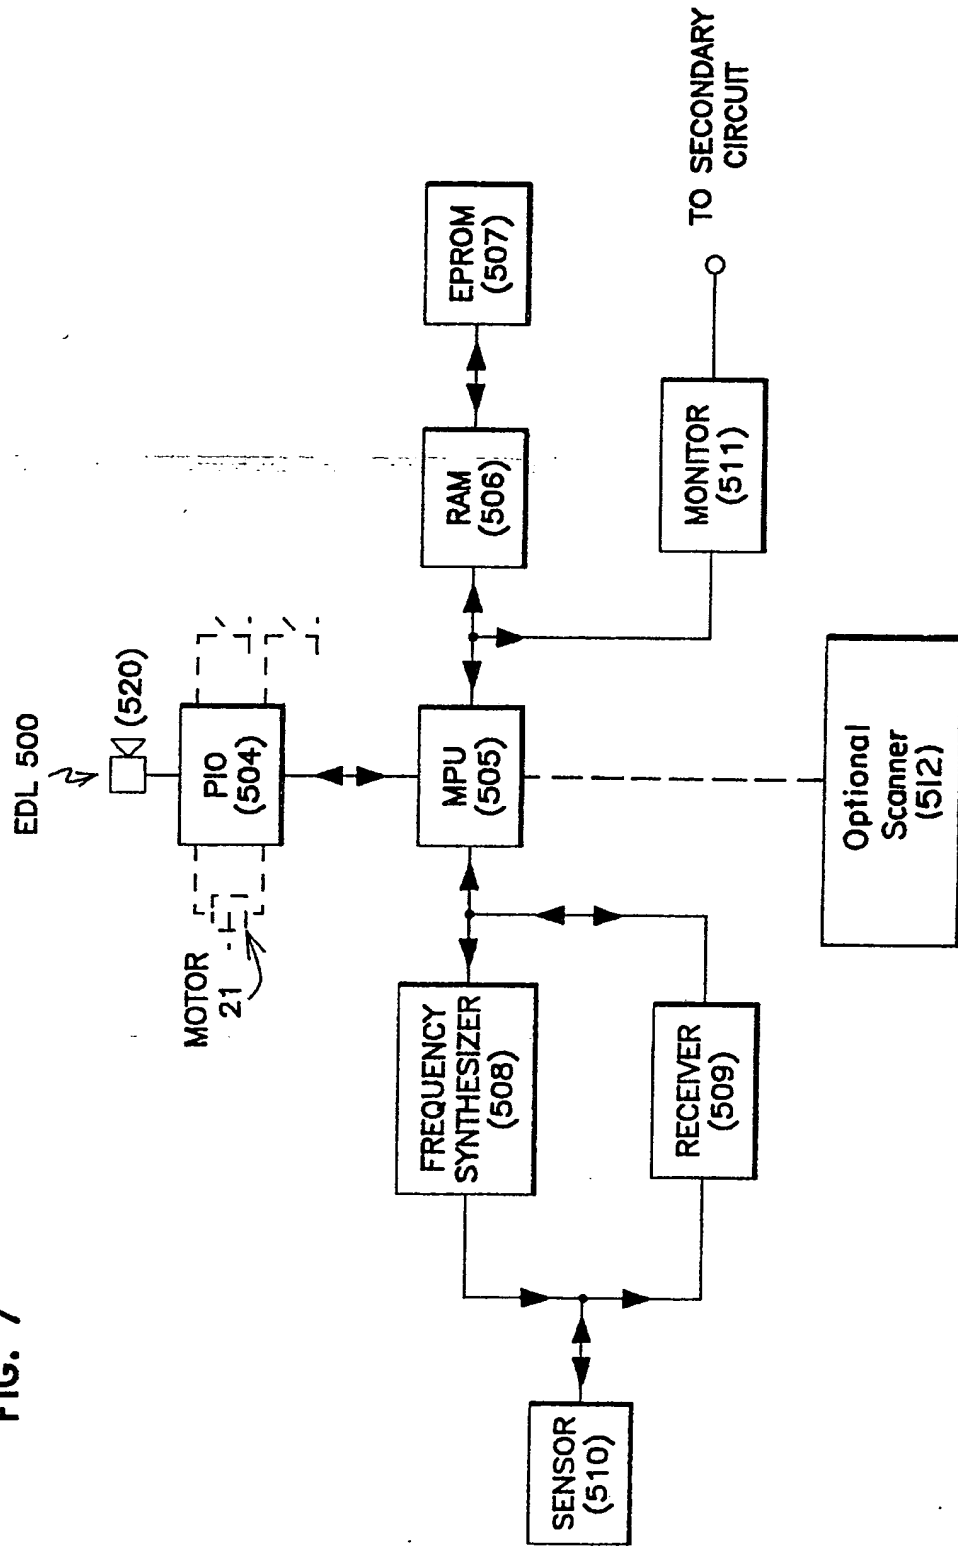 FIG. 7
EDL 500
(520)
MOTOR
21
PIO
(504)
FREQUENCY
SYNTHESIZER
(508)
MPU
(505)
RAM
(506)
EPROM
(507)
SENSOR
(510)
RECEIVER
(509)
MONITOR
(511)
TO SECONDARY
CIRCUIT
Optional
Scanner
(512)